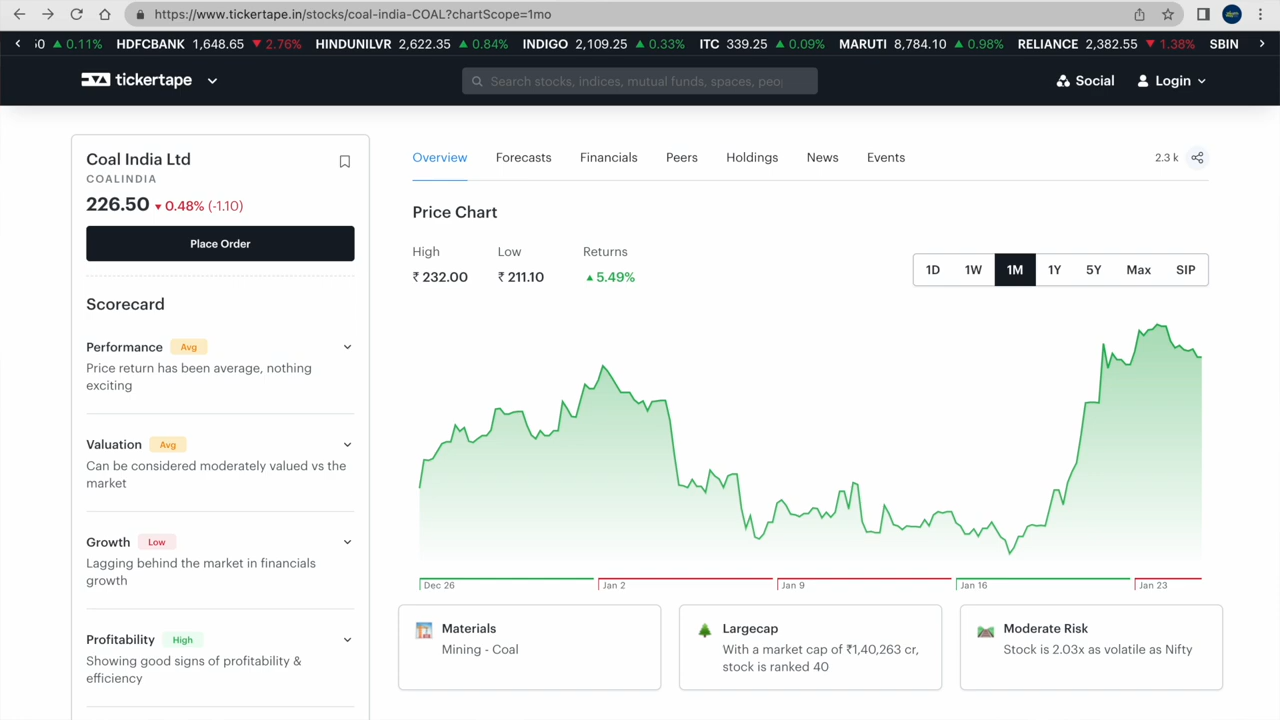 https://www.tickertape.in/stocks/coal-india-COAL?chartScope=1mo
0.11% HDFCBANK 1,648.65 ▼ 2.76% HINDUNILVR 2,622.35 ▲ 0.84% INDIGO 2,109.25 ▲ 0.33% ITC 339.25 ▲ 0.09% MARUTI 8,784.10 ▲ 0.98% RELIANCE 2,382.55 ▼ 1.38% SBIN
tickertape
Search stocks, indices, mutual funds, spaces, peo
Social
Login
Coal India Ltd
COALINDIA
226.50 ▼ 0.48% (-1.10)
Place Order
Scorecard
Performance Avg
Price return has been average, nothing
exciting
Valuation Avg
Can be considered moderately valued vs the
market
Growth Low
Lagging behind the market in financials
growth
Profitability High
Showing good signs of profitability &
efficiency
Overview Forecasts Financials Peers Holdings News Events
2.3 k
Price Chart
High Low Returns
₹ 232.00 ₹ 211.10 ▲ 5.49%
1D 1W 1M 1Y 5Y Max SIP
Dec 26 Jan 2 Jan 9 Jan 16 Jan 23
Materials
Mining - Coal
Largecap
With a market cap of ₹1,40,263 cr,
stock is ranked 40
Moderate Risk
Stock is 2.03x as volatile as Nifty